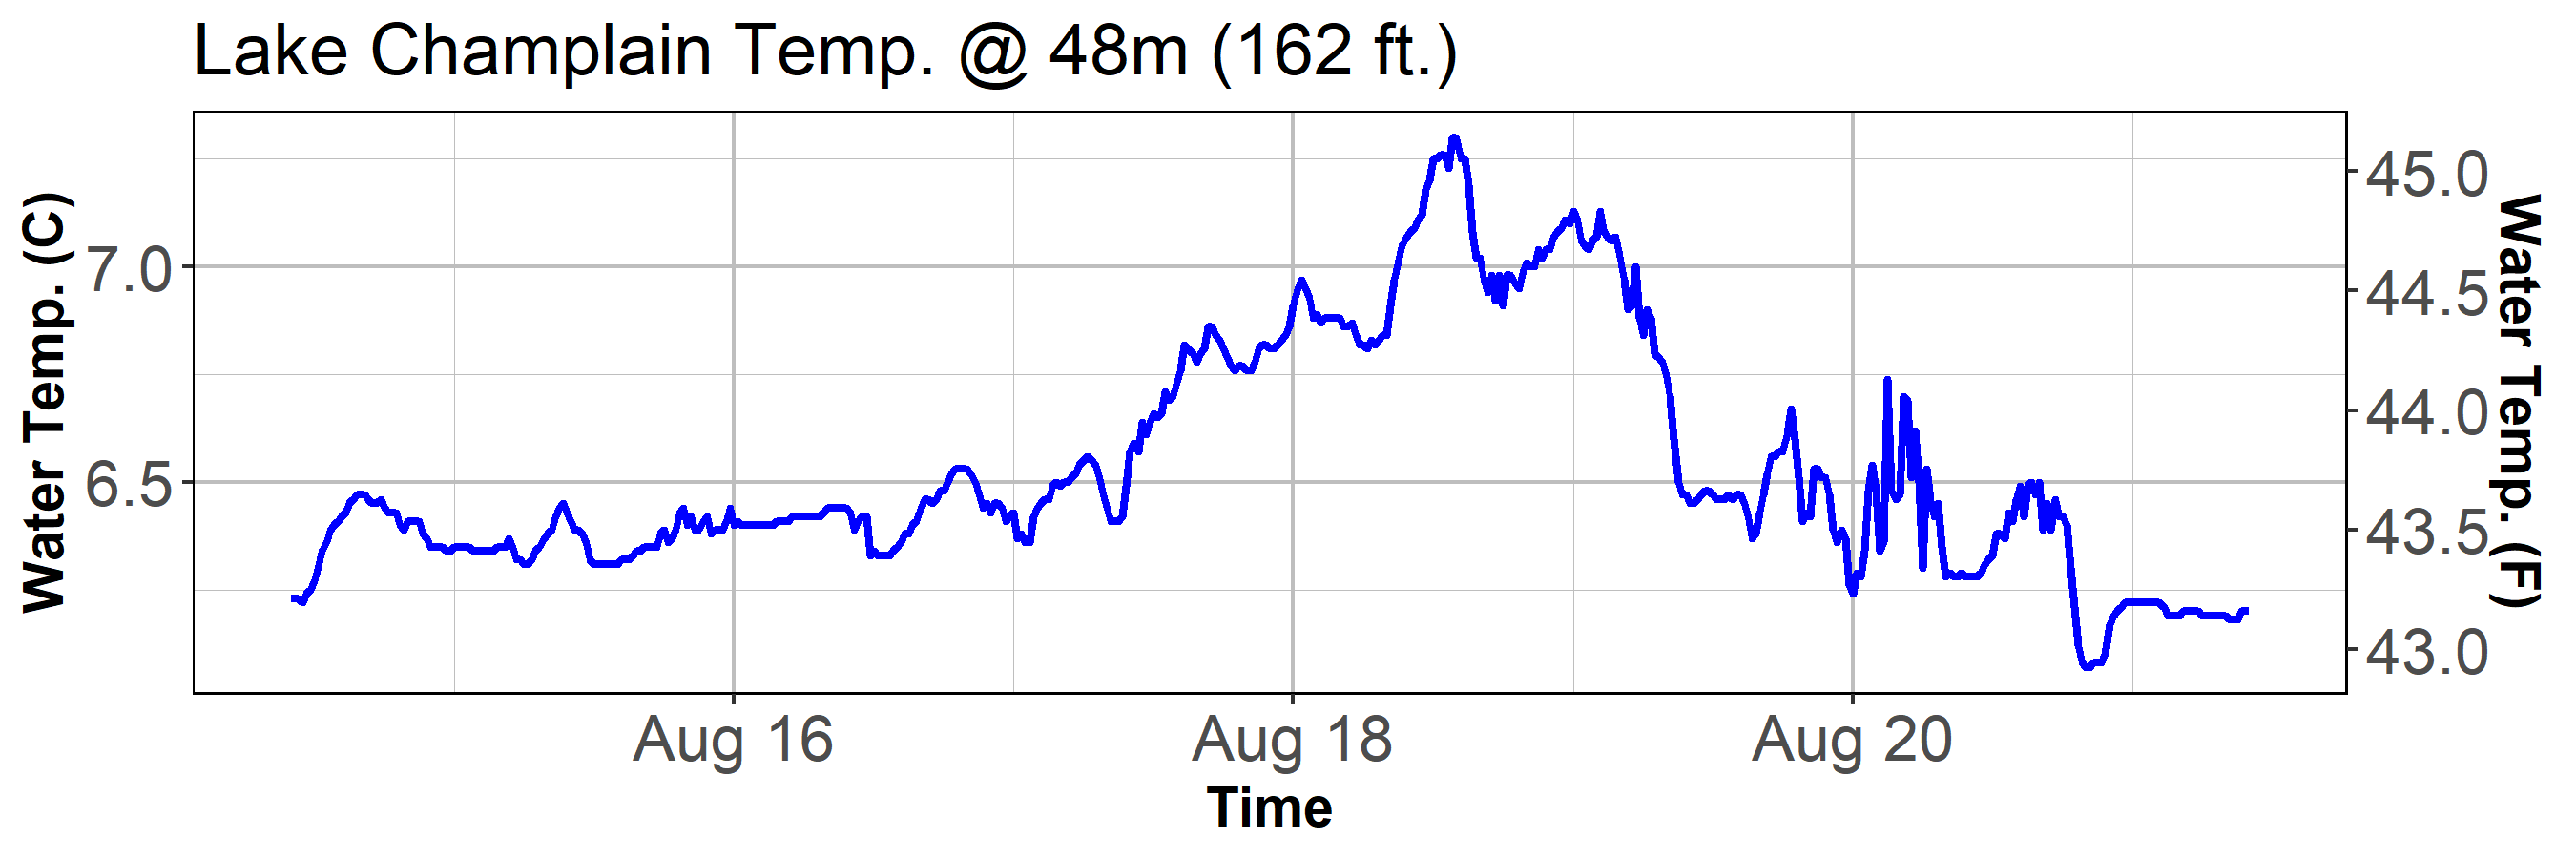 Lake Champlain Temp. @ 48m (162 ft.)
Water Temp. (C)
7.0
6.5
45.0
44.5
44.0
43.5
43.0
Water Temp. (F)
Aug 16
Aug 18
Aug 20
Time